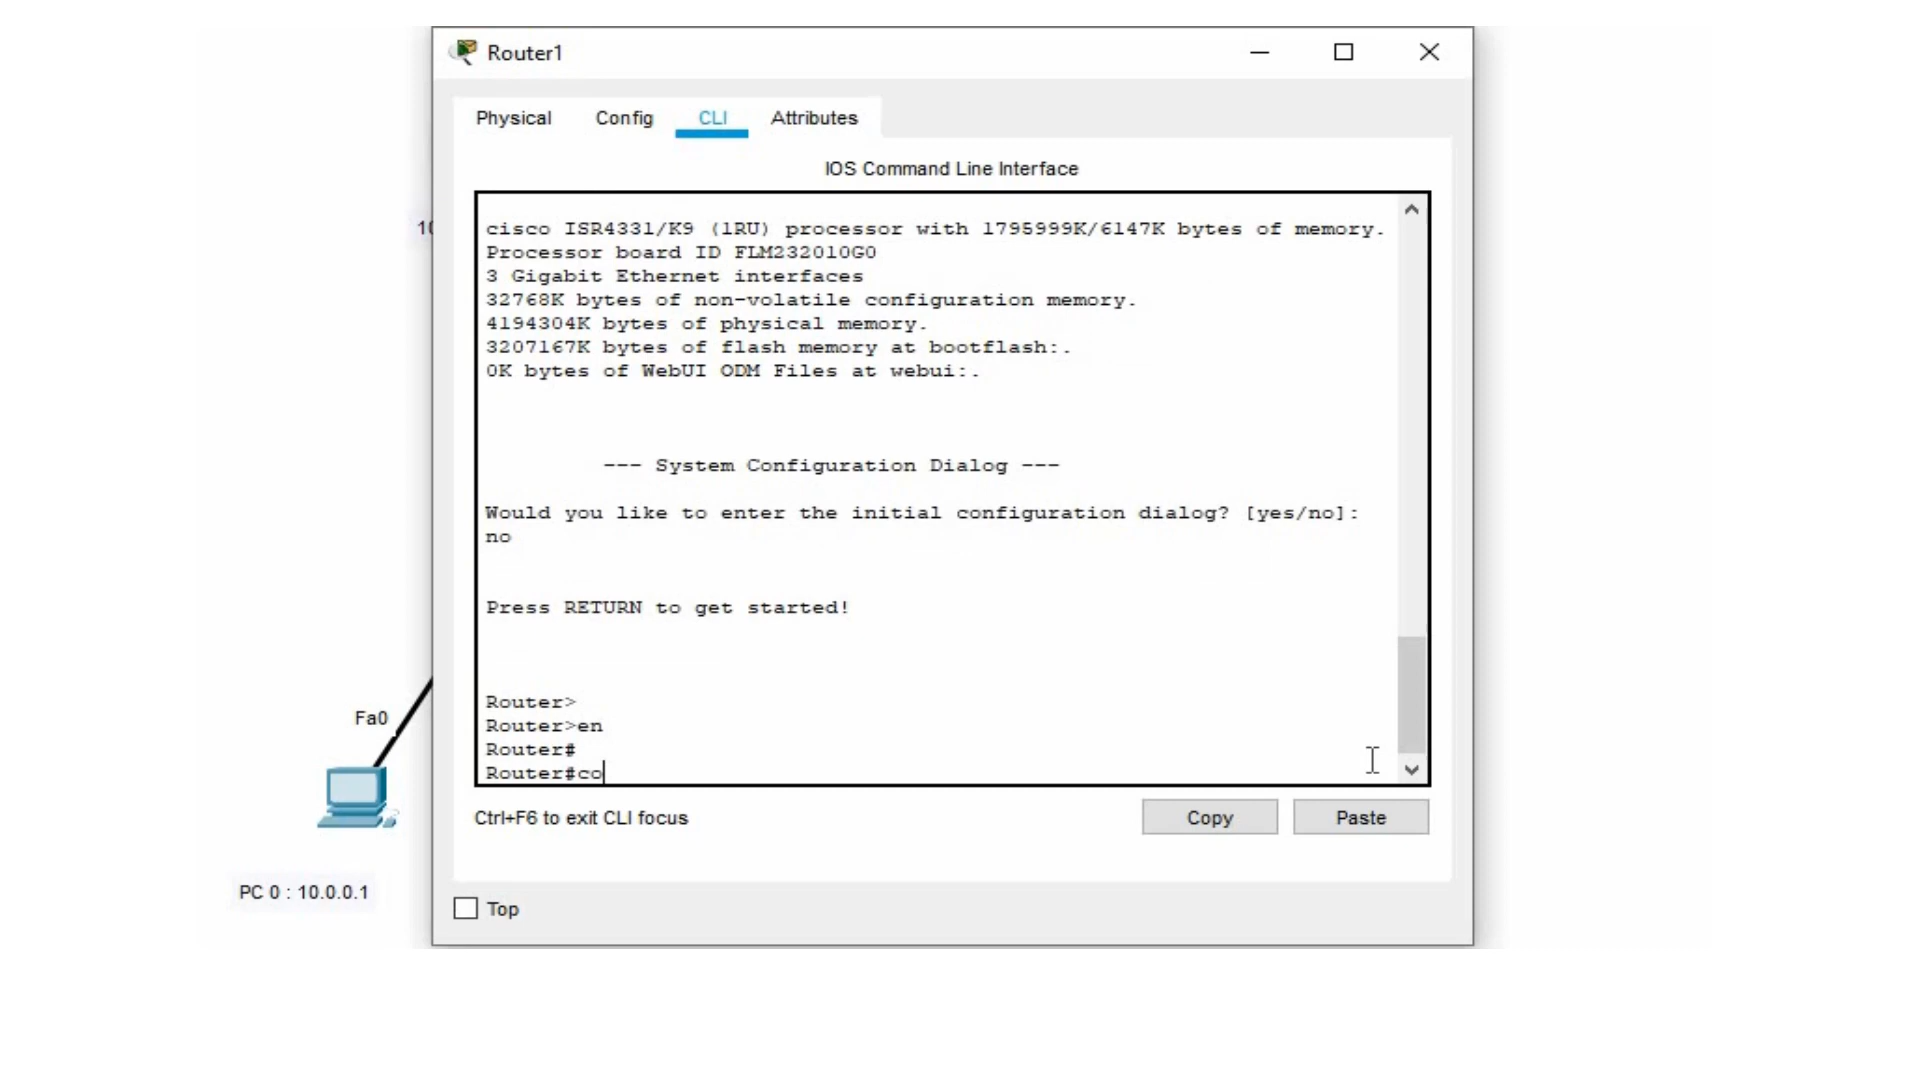 Router1
Physical Config CLI Attributes
IOS Command Line Interface
10
cisco ISR4331/K9 (1RU) processor with 1795999K/6147K bytes of memory.
Processor board ID FLM232010G0
3 Gigabit Ethernet interfaces
32768K bytes of non-volatile configuration memory.
4194304K bytes of physical memory.
3207167K bytes of flash memory at bootflash:.
0K bytes of WebUI ODM Files at webui:.
--- System Configuration Dialog ---
Would you like to enter the initial configuration dialog? [yes/no]:
no
Press RETURN to get started!
Router>
Router>en
Router#
Router#co
Fa0
Ctrl+F6 to exit CLI focus
Copy Paste
PC 0 : 10.0.0.1
Top